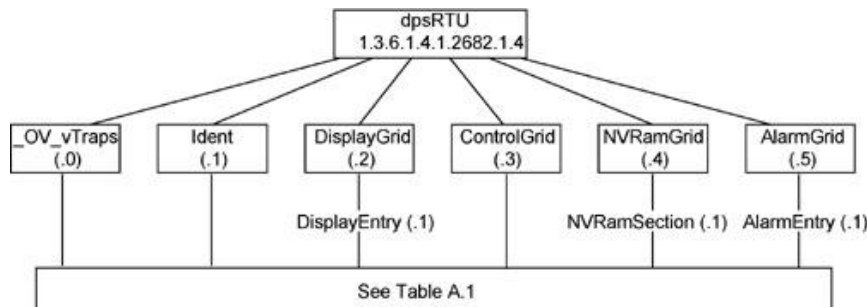 dpsRTU
1.3.6.1.4.1.2682.1.4
_OV_vTraps
(.0)
Ident
(.1)
DisplayGrid
(.2)
ControlGrid
(.3)
NVRamGrid
(.4)
AlarmGrid
(.5)
DisplayEntry (.1)
NVRamSection (.1)
AlarmEntry (.1)
See Table A.1